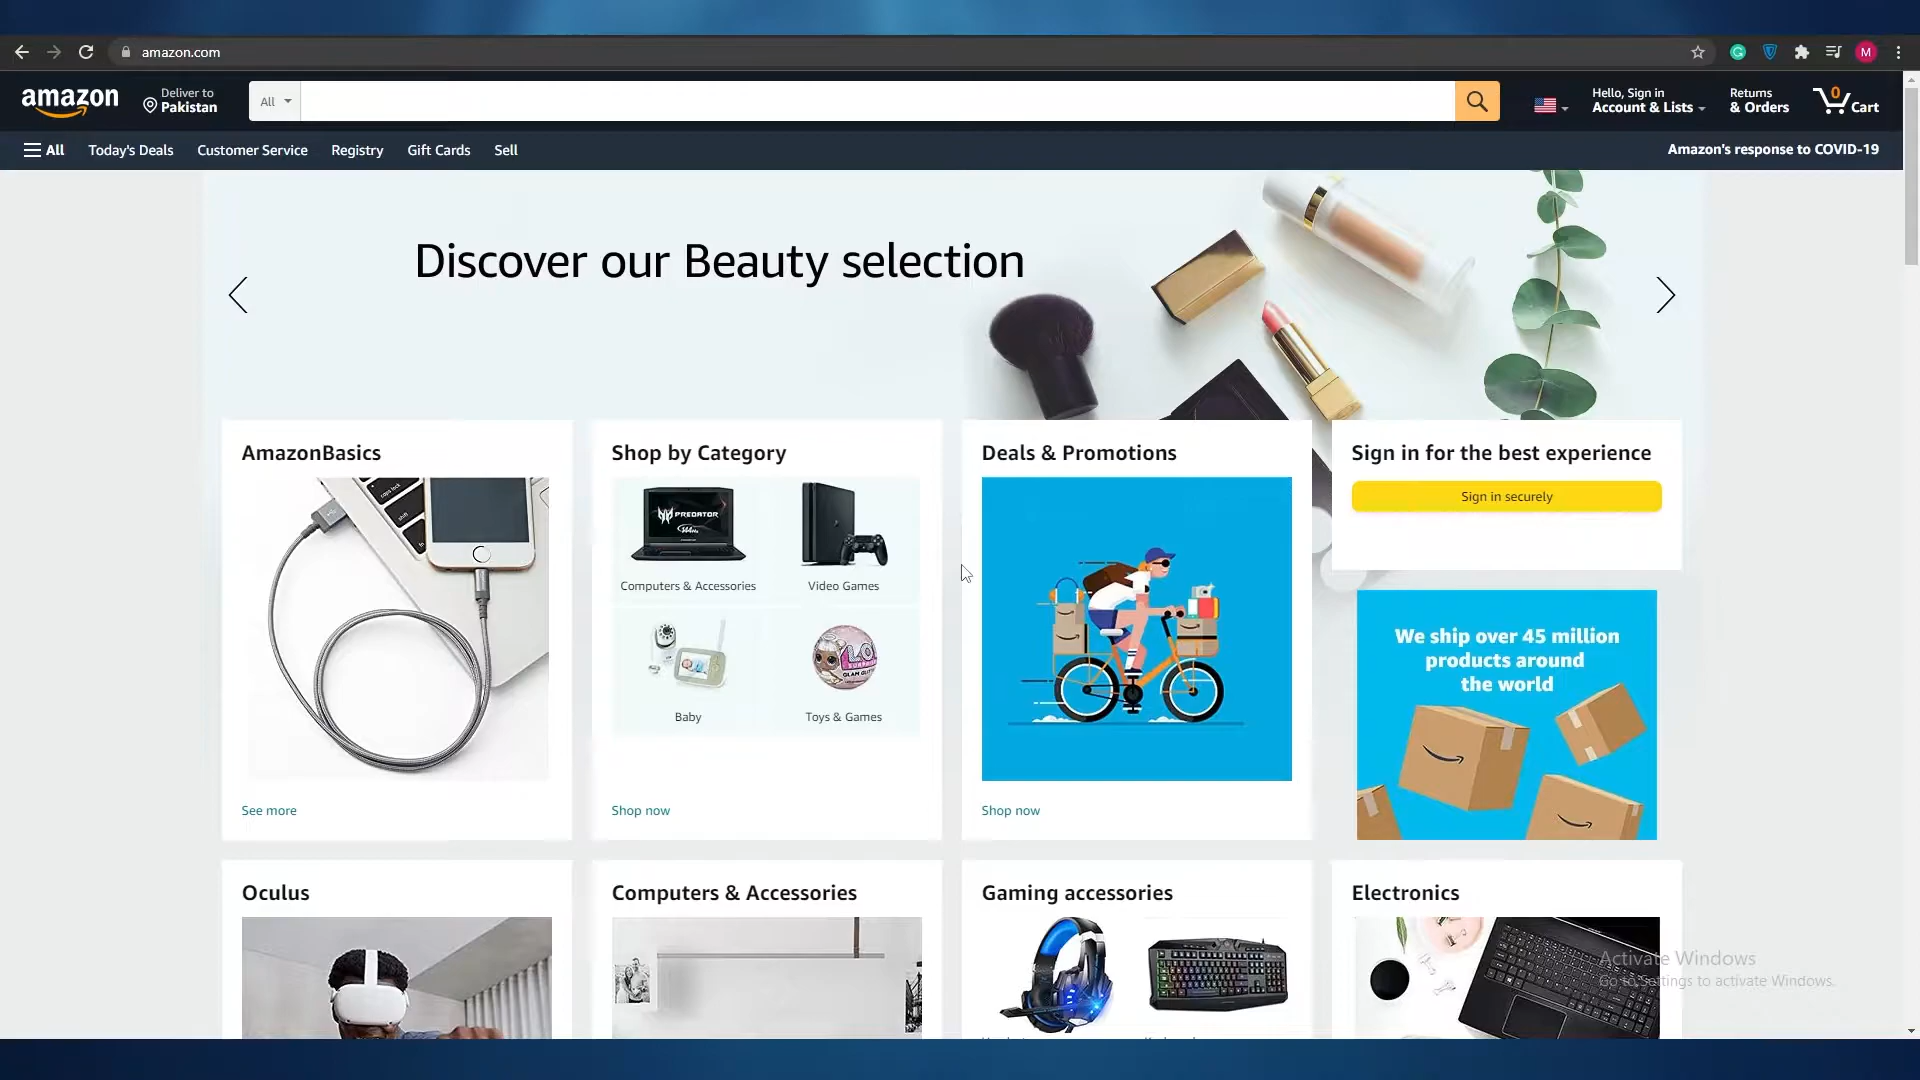 amazon.com
M
amazon
Deliver to
Pakistan
All
Hello, Sign in
Account & Lists
Returns
& Orders
0
Cart
All
Today's Deals
Customer Service
Registry
Gift Cards
Sell
Amazon's response to COVID-19
Discover our Beauty selection
AmazonBasics
caps lock
shift
See more
Shop by Category
PREDATOR
Computers & Accessories
Video Games
Baby
Toys & Games
Shop now
Deals & Promotions
Shop now
Sign in for the best experience
Sign in securely
We ship over 45 million
products around
the world
Oculus
Computers & Accessories
Gaming accessories
Electronics
Activate Windows
Go to Settings to activate Windows.